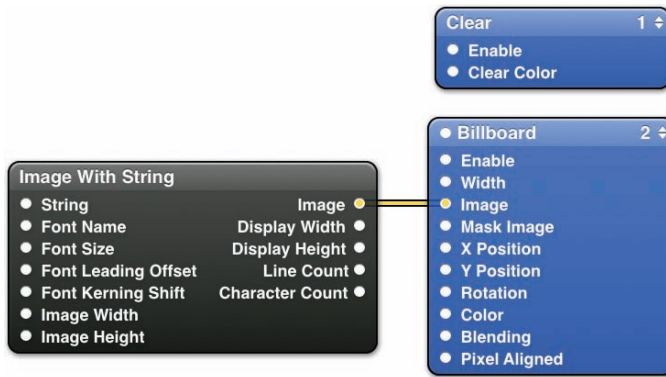 Clear 1
Enable
Clear Color
Billboard 2
Enable
Width
Image
Mask Image
X Position
Y Position
Rotation
Color
Blending
Pixel Aligned
Image With String
String Image
Font Name Display Width
Font Size Display Height
Font Leading Offset Line Count
Font Kerning Shift Character Count
Image Width
Image Height